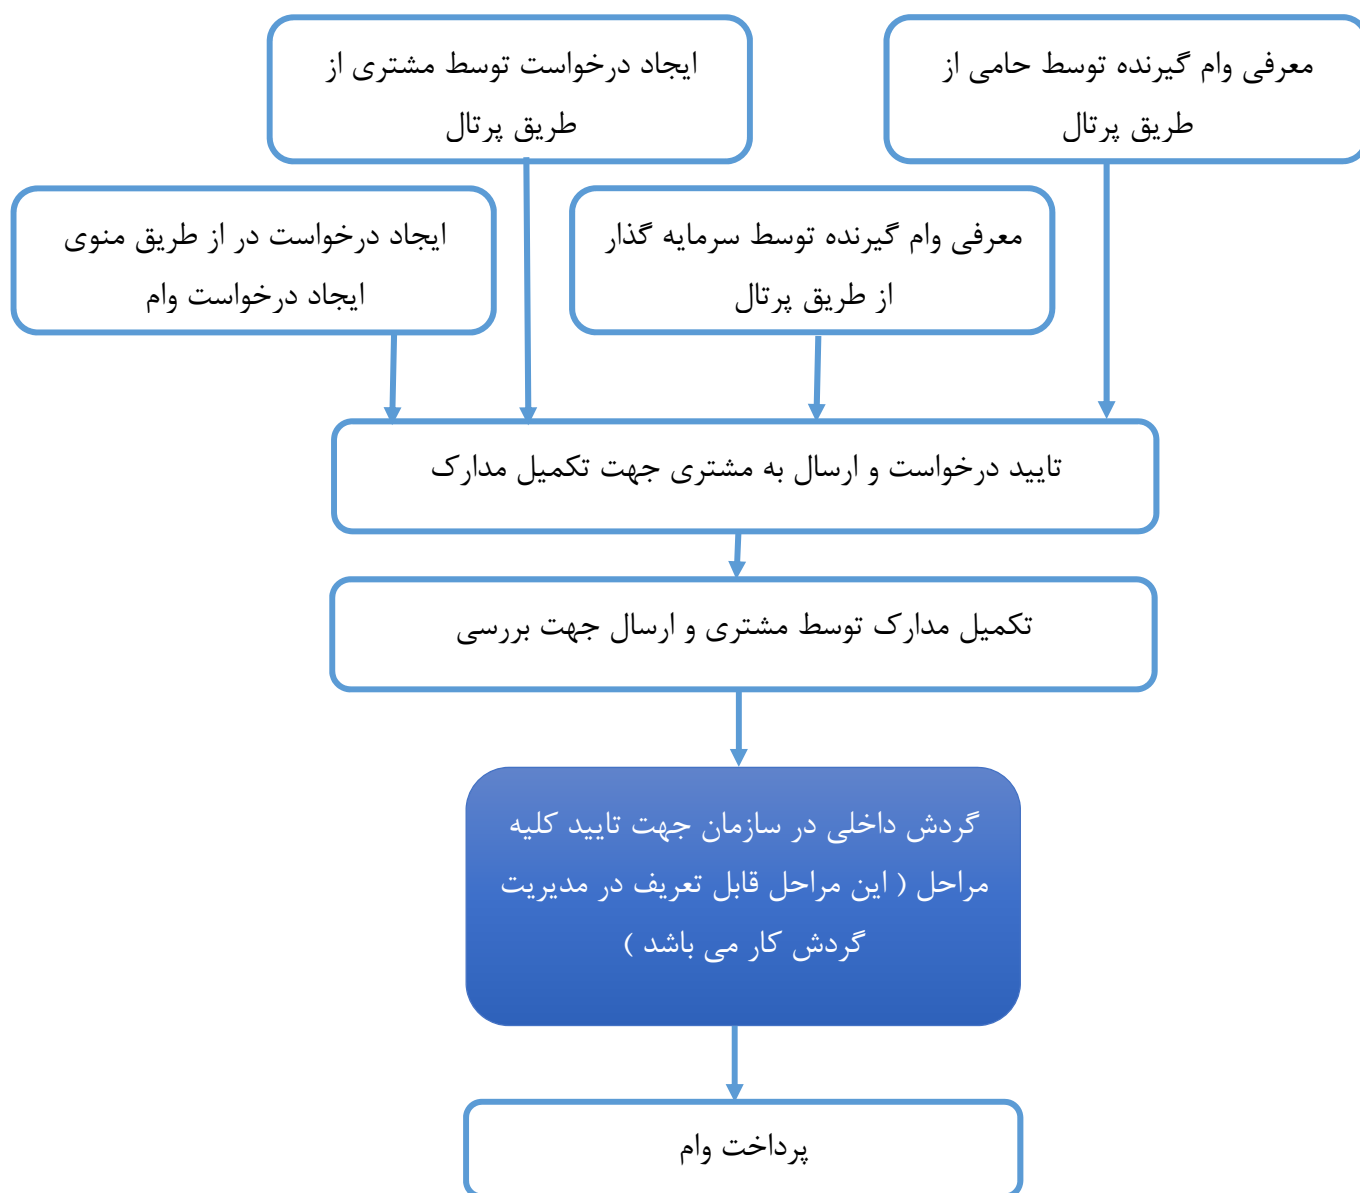 معرفی وام گیرنده توسط حامی از
طریق پرتال
ایجاد درخواست توسط مشتری از
طریق پرتال
معرفی وام گیرنده توسط سرمایه گذار
از طریق پرتال
ایجاد درخواست در از طریق منوی
ایجاد درخواست وام
تایید درخواست و ارسال به مشتری جهت تکمیل مدارک
تکمیل مدارک توسط مشتری و ارسال جهت بررسی
گردش داخلی در سازمان جهت تایید کلیه
مراحل ( این مراحل قابل تعریف در مدیریت
گردش کار می باشد )
پرداخت وام